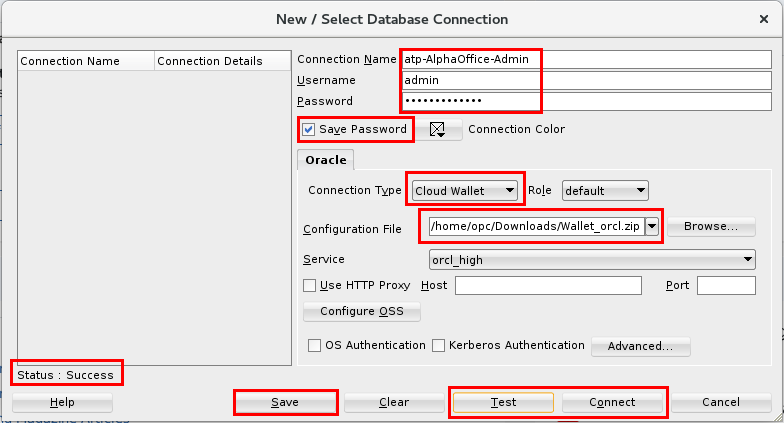 New / Select Database Connection
Connection Name Connection Details
Connection Name atp-AlphaOffice-Admin
Username admin
Password •••••••••••••
Save Password Connection Color
Oracle
Connection Type Cloud Wallet Role default
Configuration File /home/opc/Downloads/Wallet_orcl.zip Browse...
Service orcl_high
Use HTTP Proxy Host Port
Configure OSS
OS Authentication Kerberos Authentication Advanced...
Status : Success
Help Save Clear Test Connect Cancel